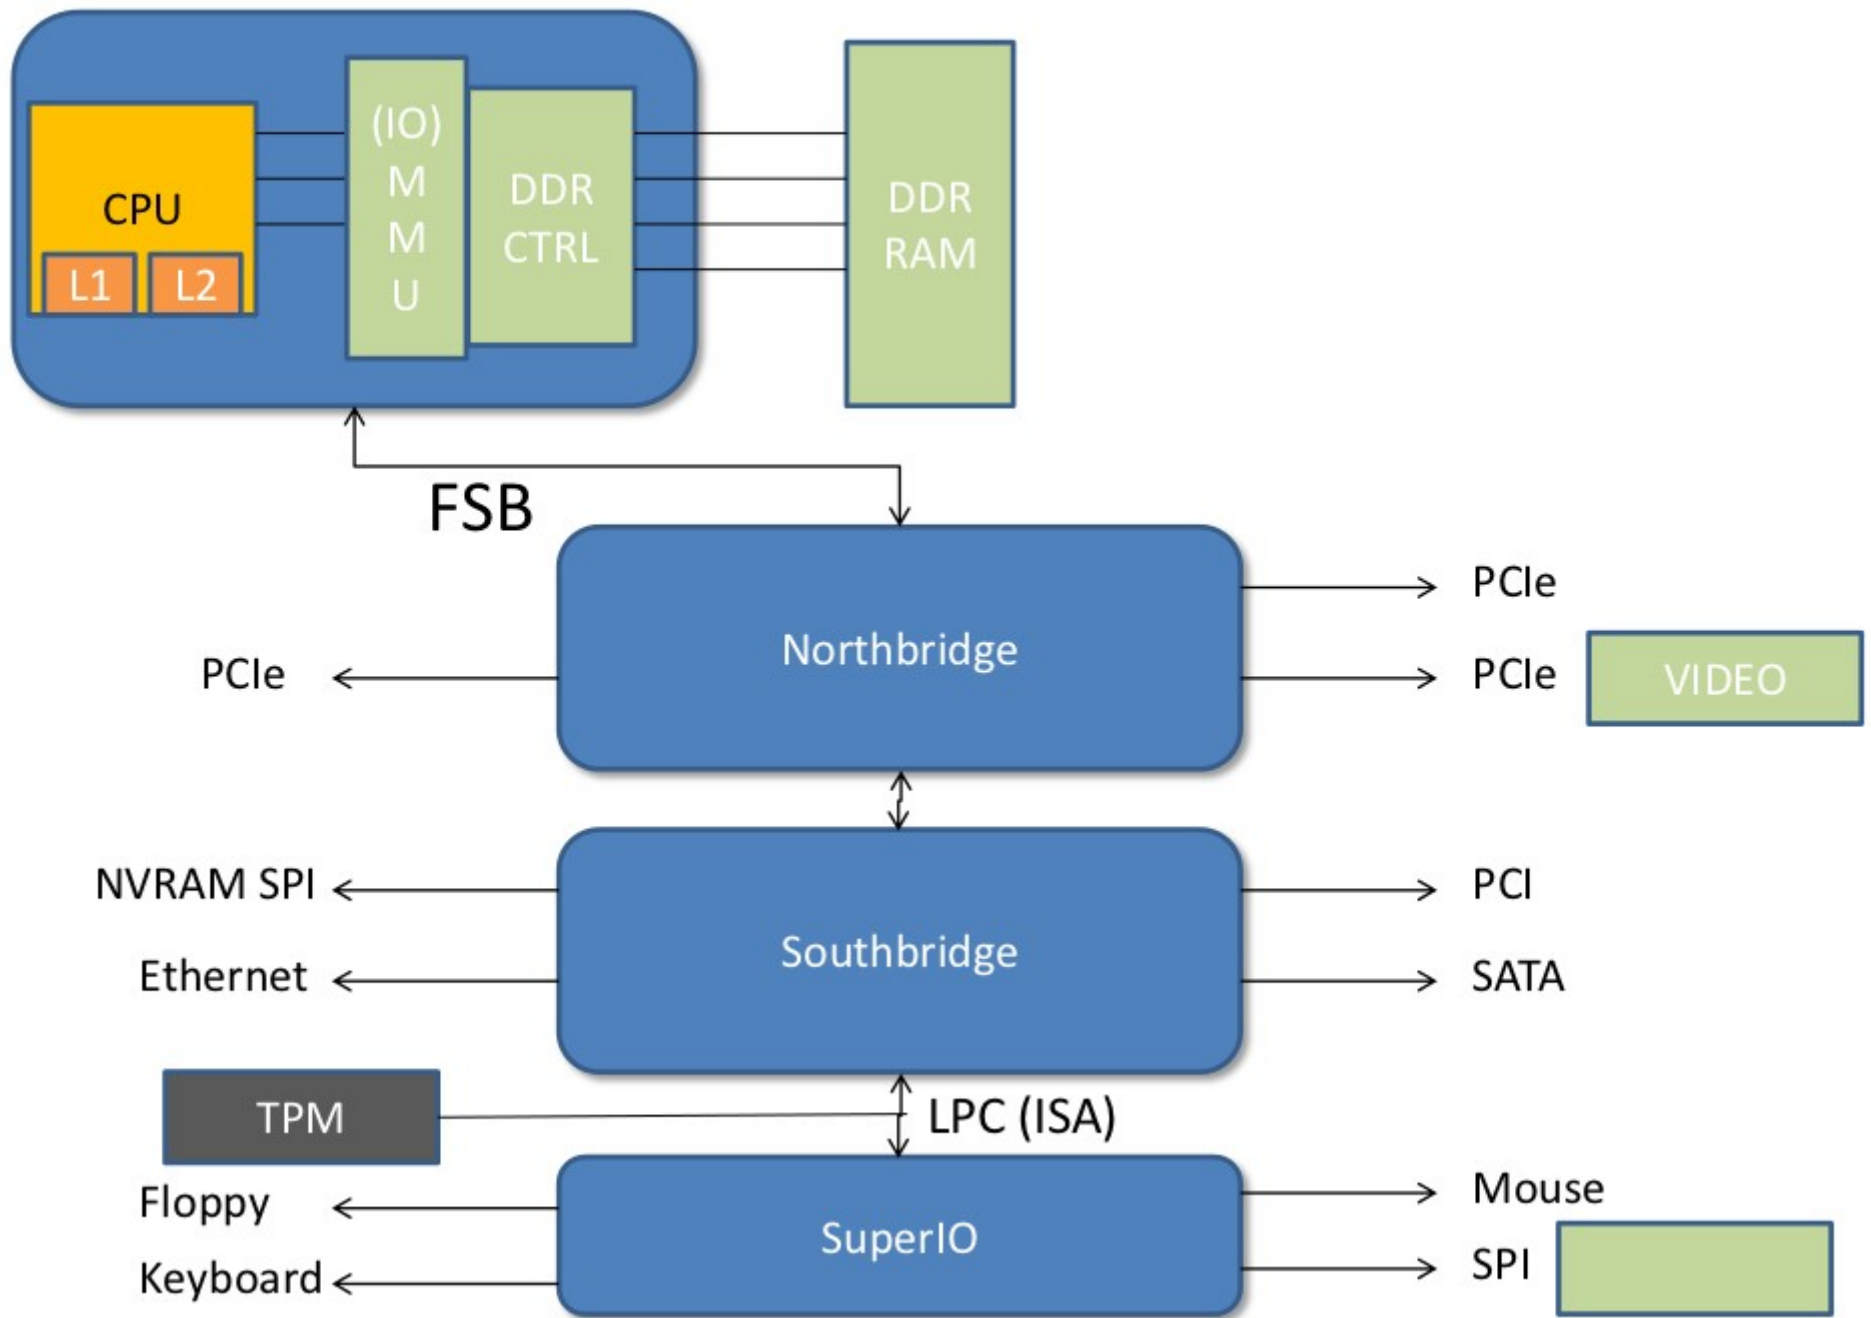 CPU
L1
L2
(IO)
M
M
U
DDR
CTRL
DDR
RAM
FSB
Northbridge
PCIe
PCIe
PCIe
VIDEO
Southbridge
NVRAM SPI
Ethernet
PCI
SATA
TPM
LPC (ISA)
SuperIO
Floppy
Keyboard
Mouse
SPI